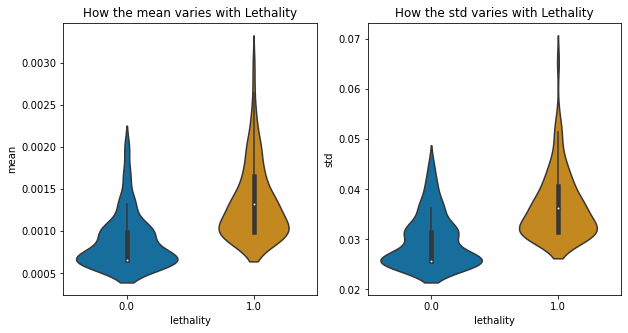 How the mean varies with Lethality
mean
0.0030
0.0025
0.0020
0.0015
0.0010
0.0005
0.0
1.0
lethality
How the std varies with Lethality
std
0.07
0.06
0.05
0.04
0.03
0.02
0.0
1.0
lethality